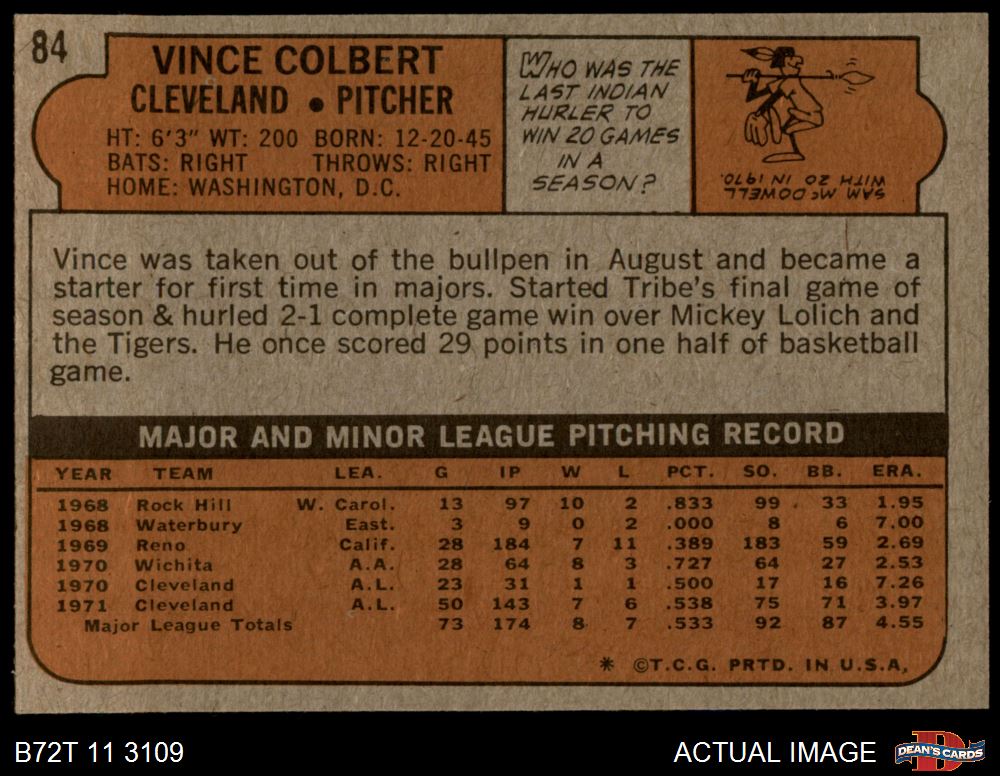 84
VINCE COLBERT
CLEVELAND • PITCHER
HT: 6'3" WT: 200 BORN: 12-20-45
BATS: RIGHT THROWS: RIGHT
HOME: WASHINGTON, D.C.
WHO WAS THE
LAST INDIAN
HURLER TO
WIN 20 GAMES
IN A
SEASON?
SAM McDOWELL
WITH 20 IN 1970.
Vince was taken out of the bullpen in August and became a
starter for first time in majors. Started Tribe's final game of
season & hurled 2-1 complete game win over Mickey Lolich and
the Tigers. He once scored 29 points in one half of basketball
game.
MAJOR AND MINOR LEAGUE PITCHING RECORD
YEAR TEAM LEA. G IP W L PCT. SO. BB. ERA.
1968 Rock Hill W. Carol. 13 97 10 2 .833 99 33 1.95
1968 Waterbury East. 3 9 0 2 .000 8 6 7.00
1969 Reno Calif. 28 184 7 11 .389 183 59 2.69
1970 Wichita A.A. 28 64 8 3 .727 64 27 2.53
1970 Cleveland A.L. 23 31 1 1 .500 17 16 7.26
1971 Cleveland A.L. 50 143 7 6 .538 75 71 3.97
Major League Totals 73 174 8 7 .533 92 87 4.55
* ©T.C.G. PRTD. IN U.S.A.
B72T 11 3109 ACTUAL IMAGE DEAN'S CARDS